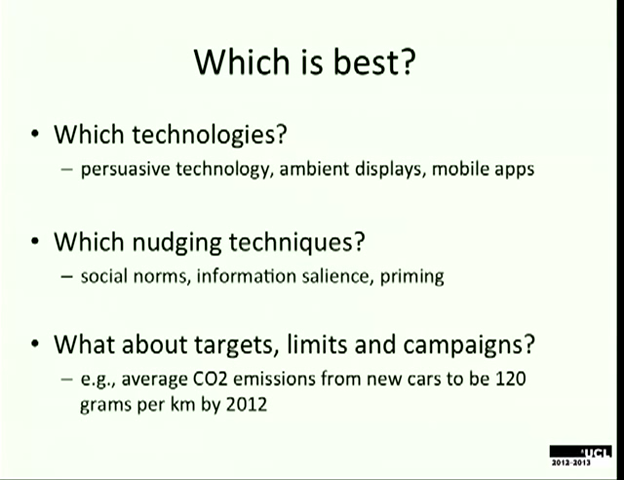 Which is best?
• Which technologies?
– persuasive technology, ambient displays, mobile apps
• Which nudging techniques?
– social norms, information salience, priming
• What about targets, limits and campaigns?
– e.g., average CO2 emissions from new cars to be 120
grams per km by 2012
UCL
2012-2013